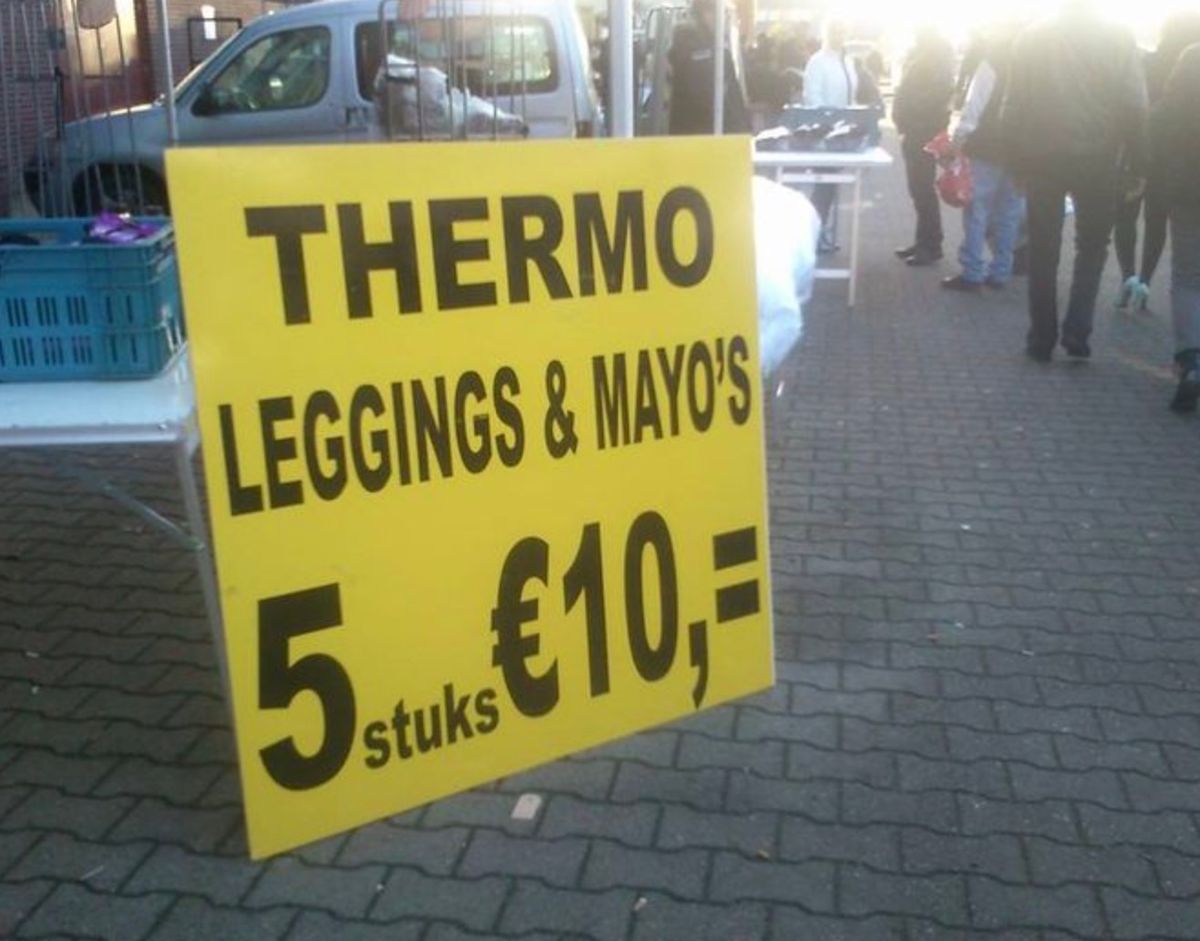 THERMO
LEGGINGS & MAYO'S
5 stuks €10,=